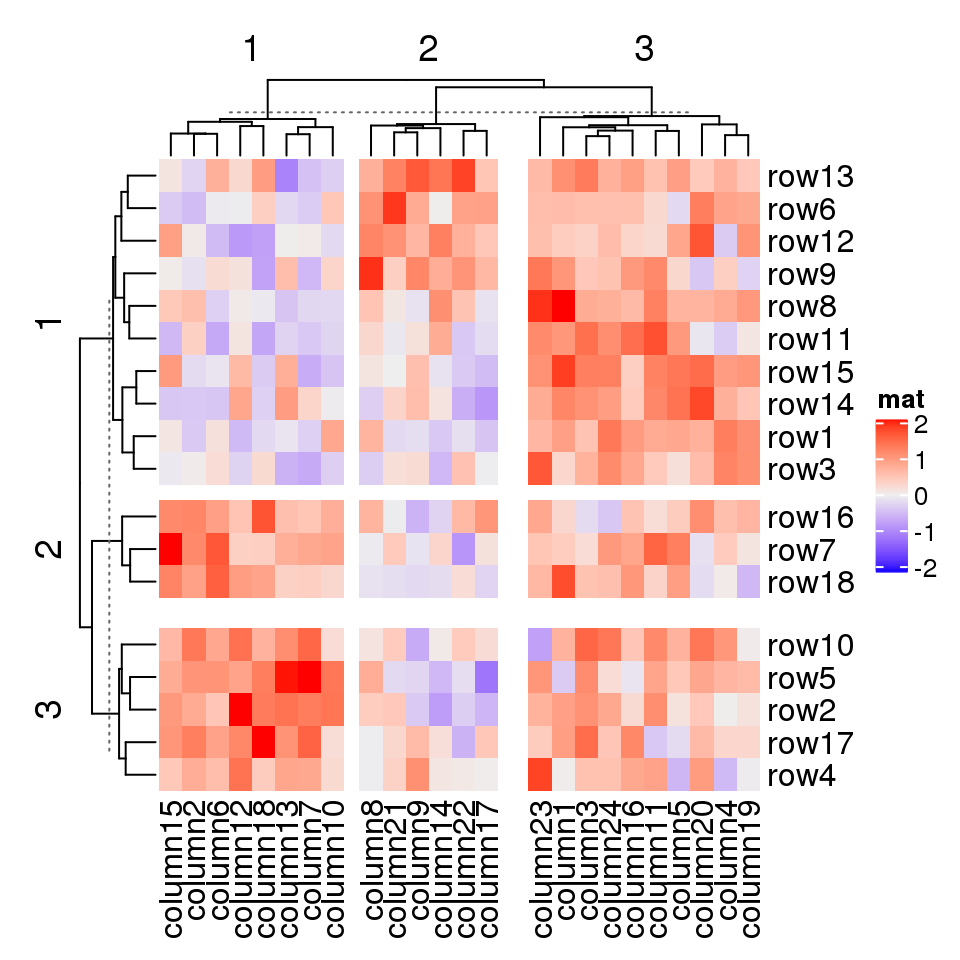 1 2 3
1
2
3
row13
row6
row12
row9
row8
row11
row15
row14
row1
row3
row16
row7
row18
row10
row5
row2
row17
row4
column15
column2
column6
column12
column18
column13
column7
column10
column8
column21
column9
column14
column22
column17
column23
column1
column3
column24
column16
column11
column5
column20
column4
column19
mat
2
1
0
-1
-2